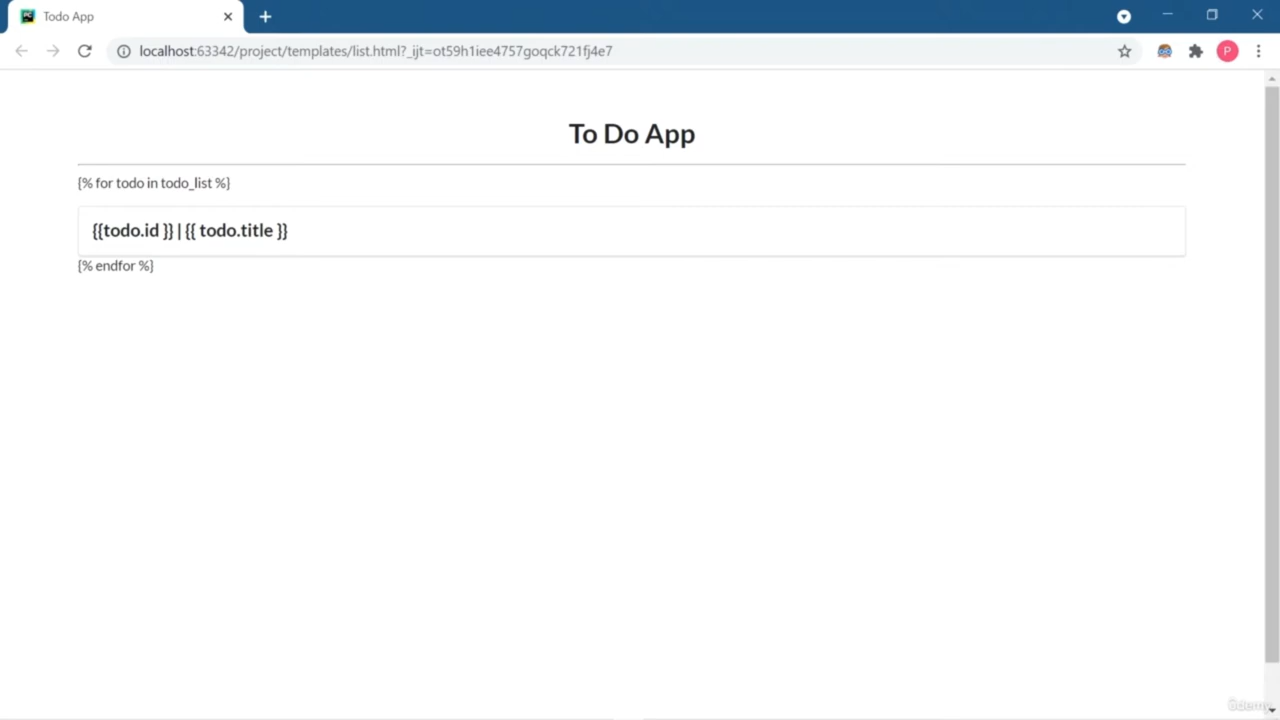 Todo App
localhost:63342/project/templates/list.html?_ijt=ot59h1iee4757goqck721fj4e7
P
To Do App
{% for todo in todo_list %}
{{todo.id }} | {{ todo.title }}
{% endfor %}
Udemy